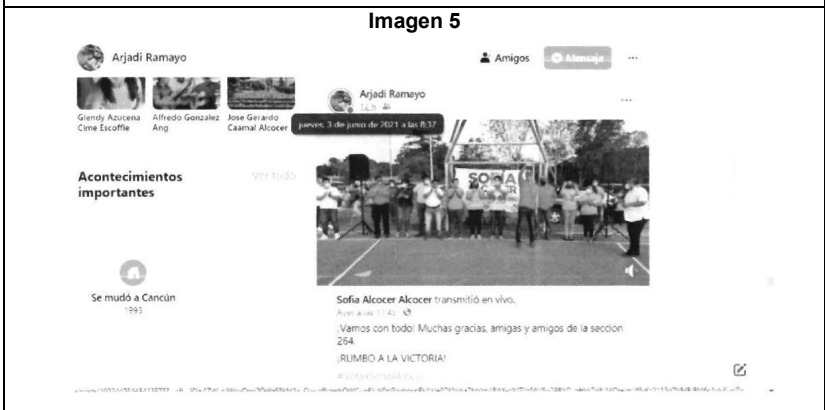 Imagen 5
Arjadi Ramayo
Amigos
Mensaje
Glendy Azucena
Cime Escoffie
Alfredo Gonzalez
Ang
Jose Gerardo
Caamal Alcocer
Arjadi Ramayo
jueves, 3 de junio de 2021 a las 8:37
Acontecimientos
importantes
Ver todo
SOFIA
Se mudó a Cancún
1993
Sofia Alcocer Alcocer transmitió en vivo.
Ayer a las 11:45
¡Vamos con todo! Muchas gracias, amigas y amigos de la sección
264.
¡RUMBO A LA VICTORIA!